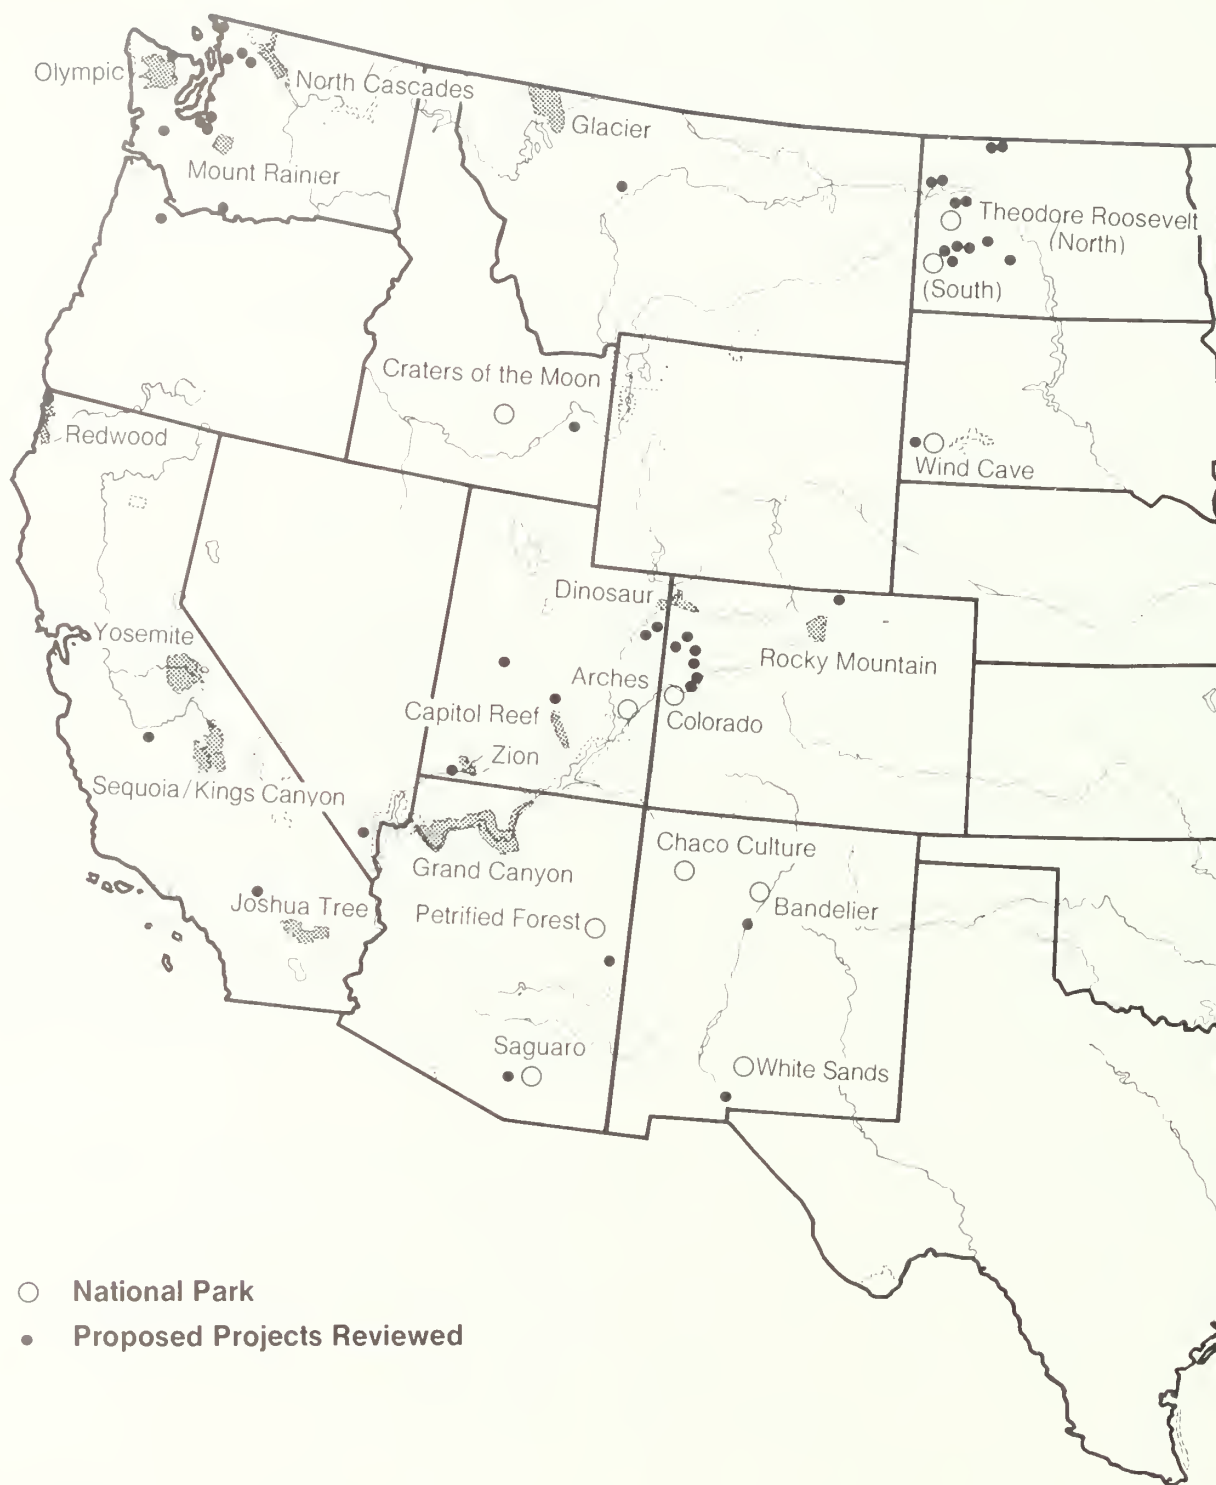 Olympic
North Cascades
Glacier
Mount Rainier
Theodore Roosevelt
(North)
(South)
Craters of the Moon
Redwood
Wind Cave
Dinosaur
Yosemite
Rocky Mountain
Arches
Capitol Reef
Colorado
Zion
Sequoia/Kings Canyon
Chaco Culture
Grand Canyon
Joshua Tree
Petrified Forest
Bandelier
Saguaro
White Sands
National Park
Proposed Projects Reviewed